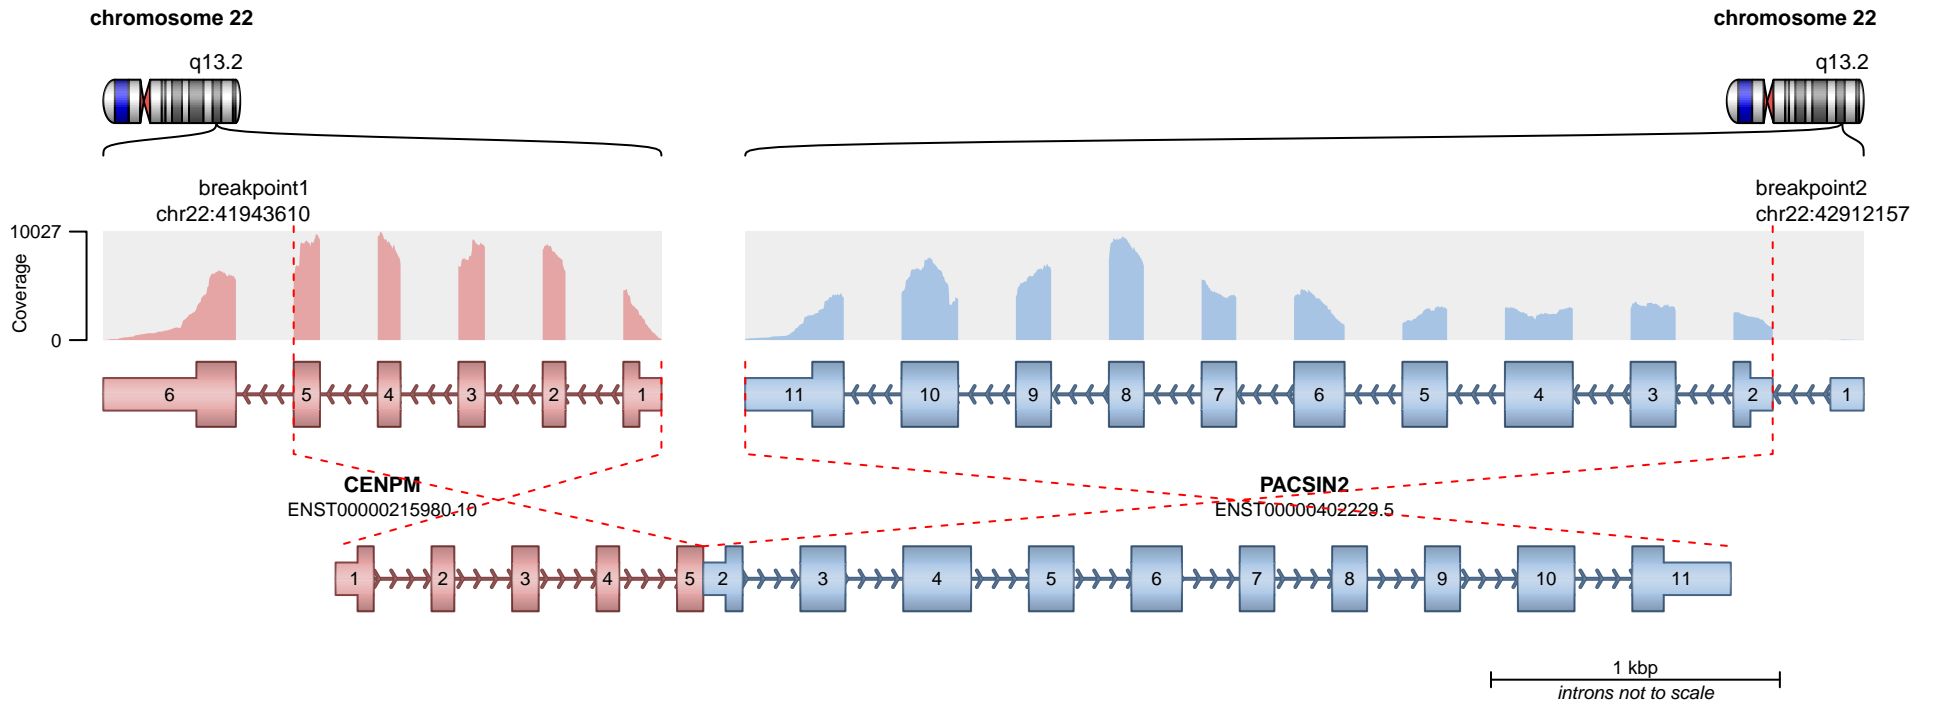 chromosome 22
chromosome 22
q13.2
q13.2
breakpoint1
chr22:41943610
breakpoint2
chr22:42912157
10027
Coverage
0
6 5 4 3 2 1
11 10 9 8 7 6 5 4 3 2 1
CENPM
ENST00000215980.10
PACSIN2
ENST00000402229.5
1 2 3 4 5 2 3 4 5 6 7 8 9 10 11
1 kbp
introns not to scale